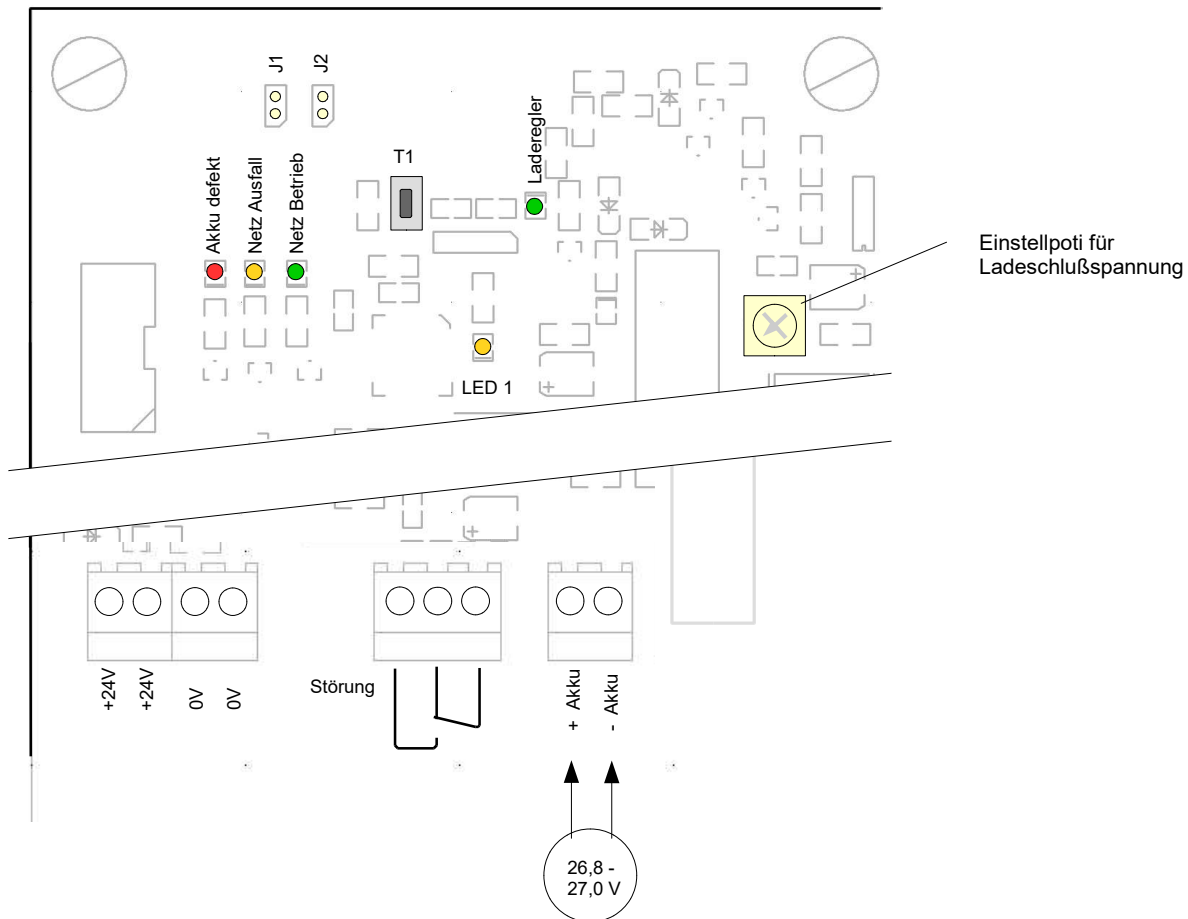 J1
J2
T1
Laderegler
Akku defekt
Netz Ausfall
Netz Betrieb
Einstellpoti für
Ladeschlußspannung
LED 1
+24V
+24V
0V
0V
Störung
+ Akku
- Akku
26,8 -
27,0 V